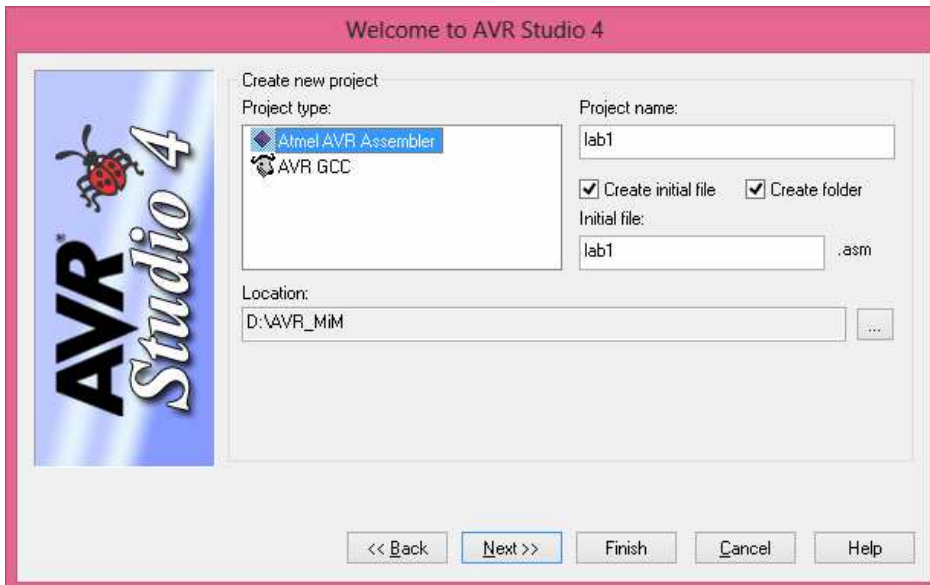 Welcome to AVR Studio 4
AVR® Studio 4
Create new project
Project type:
Atmel AVR Assembler
AVR GCC
Project name:
lab1
Create initial file
Create folder
Initial file:
lab1
.asm
Location:
D:\AVR_MiM
...
<< Back
Next >>
Finish
Cancel
Help